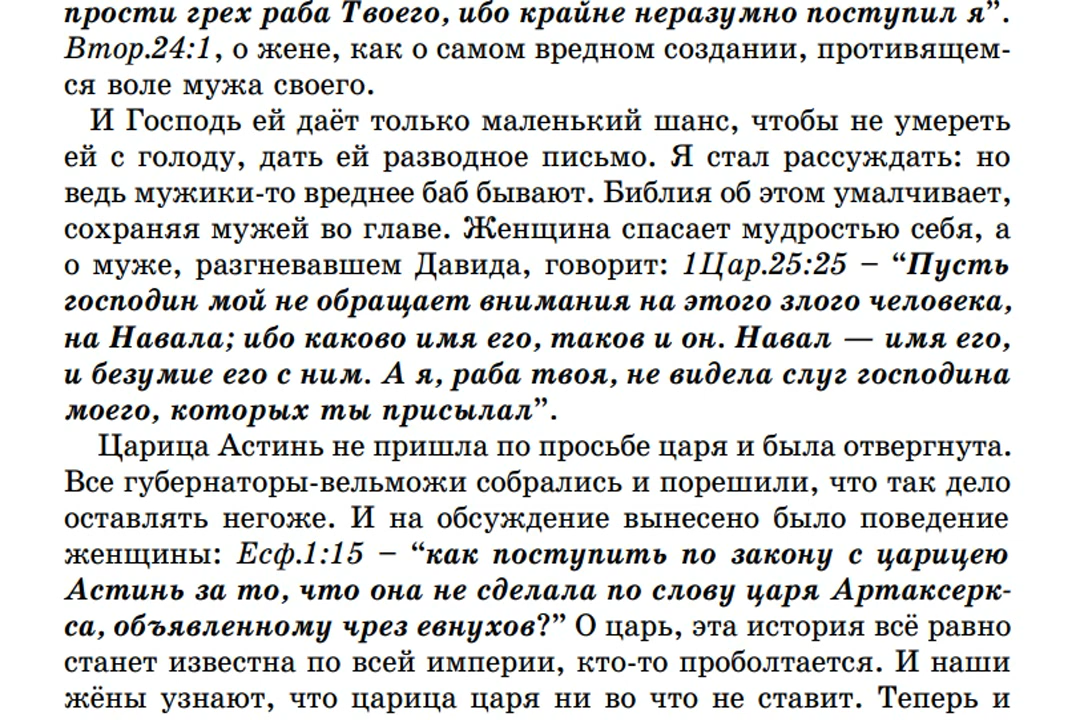 прости грех раба Твоего, ибо крайне неразумно поступил я”.
Втор.24:1, о жене, как о самом вредном создании, противящем-
ся воле мужа своего.
И Господь ей даёт только маленький шанс, чтобы не умереть
ей с голоду, дать ей разводное письмо. Я стал рассуждать: но
ведь мужики-то вреднее баб бывают. Библия об этом умалчивает,
сохраняя мужей во главе. Женщина спасает мудростью себя, а
о муже, разгневавшем Давида, говорит: 1Цар.25:25 – “Пусть
господин мой не обращает внимания на этого злого человека,
на Навала; ибо каково имя его, таков и он. Навал — имя его,
и безумие его с ним. А я, раба твоя, не видела слуг господина
моего, которых ты присылал”.
Царица Астинь не пришла по просьбе царя и была отвергнута.
Все губернаторы-вельможи собрались и порешили, что так дело
оставлять негоже. И на обсуждение вынесено было поведение
женщины: Есф.1:15 – “как поступить по закону с царицею
Астинь за то, что она не сделала по слову царя Артаксерк-
са, объявленному чрез евнухов?” О царь, эта история всё равно
станет известна по всей империи, кто-то проболтается. И наши
жёны узнают, что царица царя ни во что не ставит. Теперь и